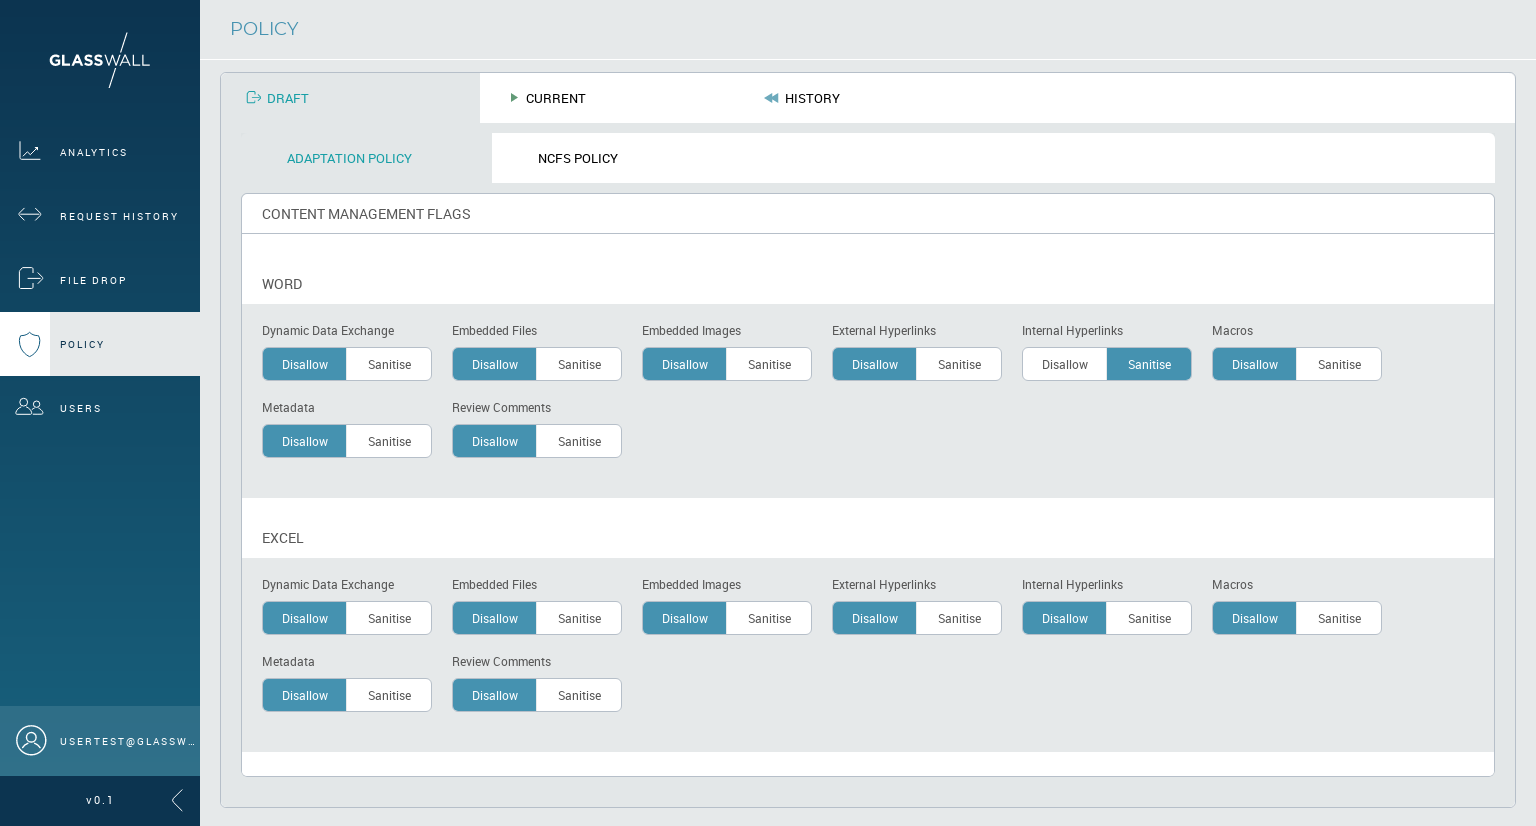 GLASSWALL
ANALYTICS
REQUEST HISTORY
FILE DROP
POLICY
USERS
USERTEST@GLASSW...
v0.1
POLICY
DRAFT CURRENT HISTORY
ADAPTATION POLICY NCFS POLICY
CONTENT MANAGEMENT FLAGS
WORD
Dynamic Data Exchange Embedded Files Embedded Images External Hyperlinks Internal Hyperlinks Macros
Disallow Sanitise Disallow Sanitise Disallow Sanitise Disallow Sanitise Disallow Sanitise Disallow Sanitise
Metadata Review Comments
Disallow Sanitise Disallow Sanitise
EXCEL
Dynamic Data Exchange Embedded Files Embedded Images External Hyperlinks Internal Hyperlinks Macros
Disallow Sanitise Disallow Sanitise Disallow Sanitise Disallow Sanitise Disallow Sanitise Disallow Sanitise
Metadata Review Comments
Disallow Sanitise Disallow Sanitise